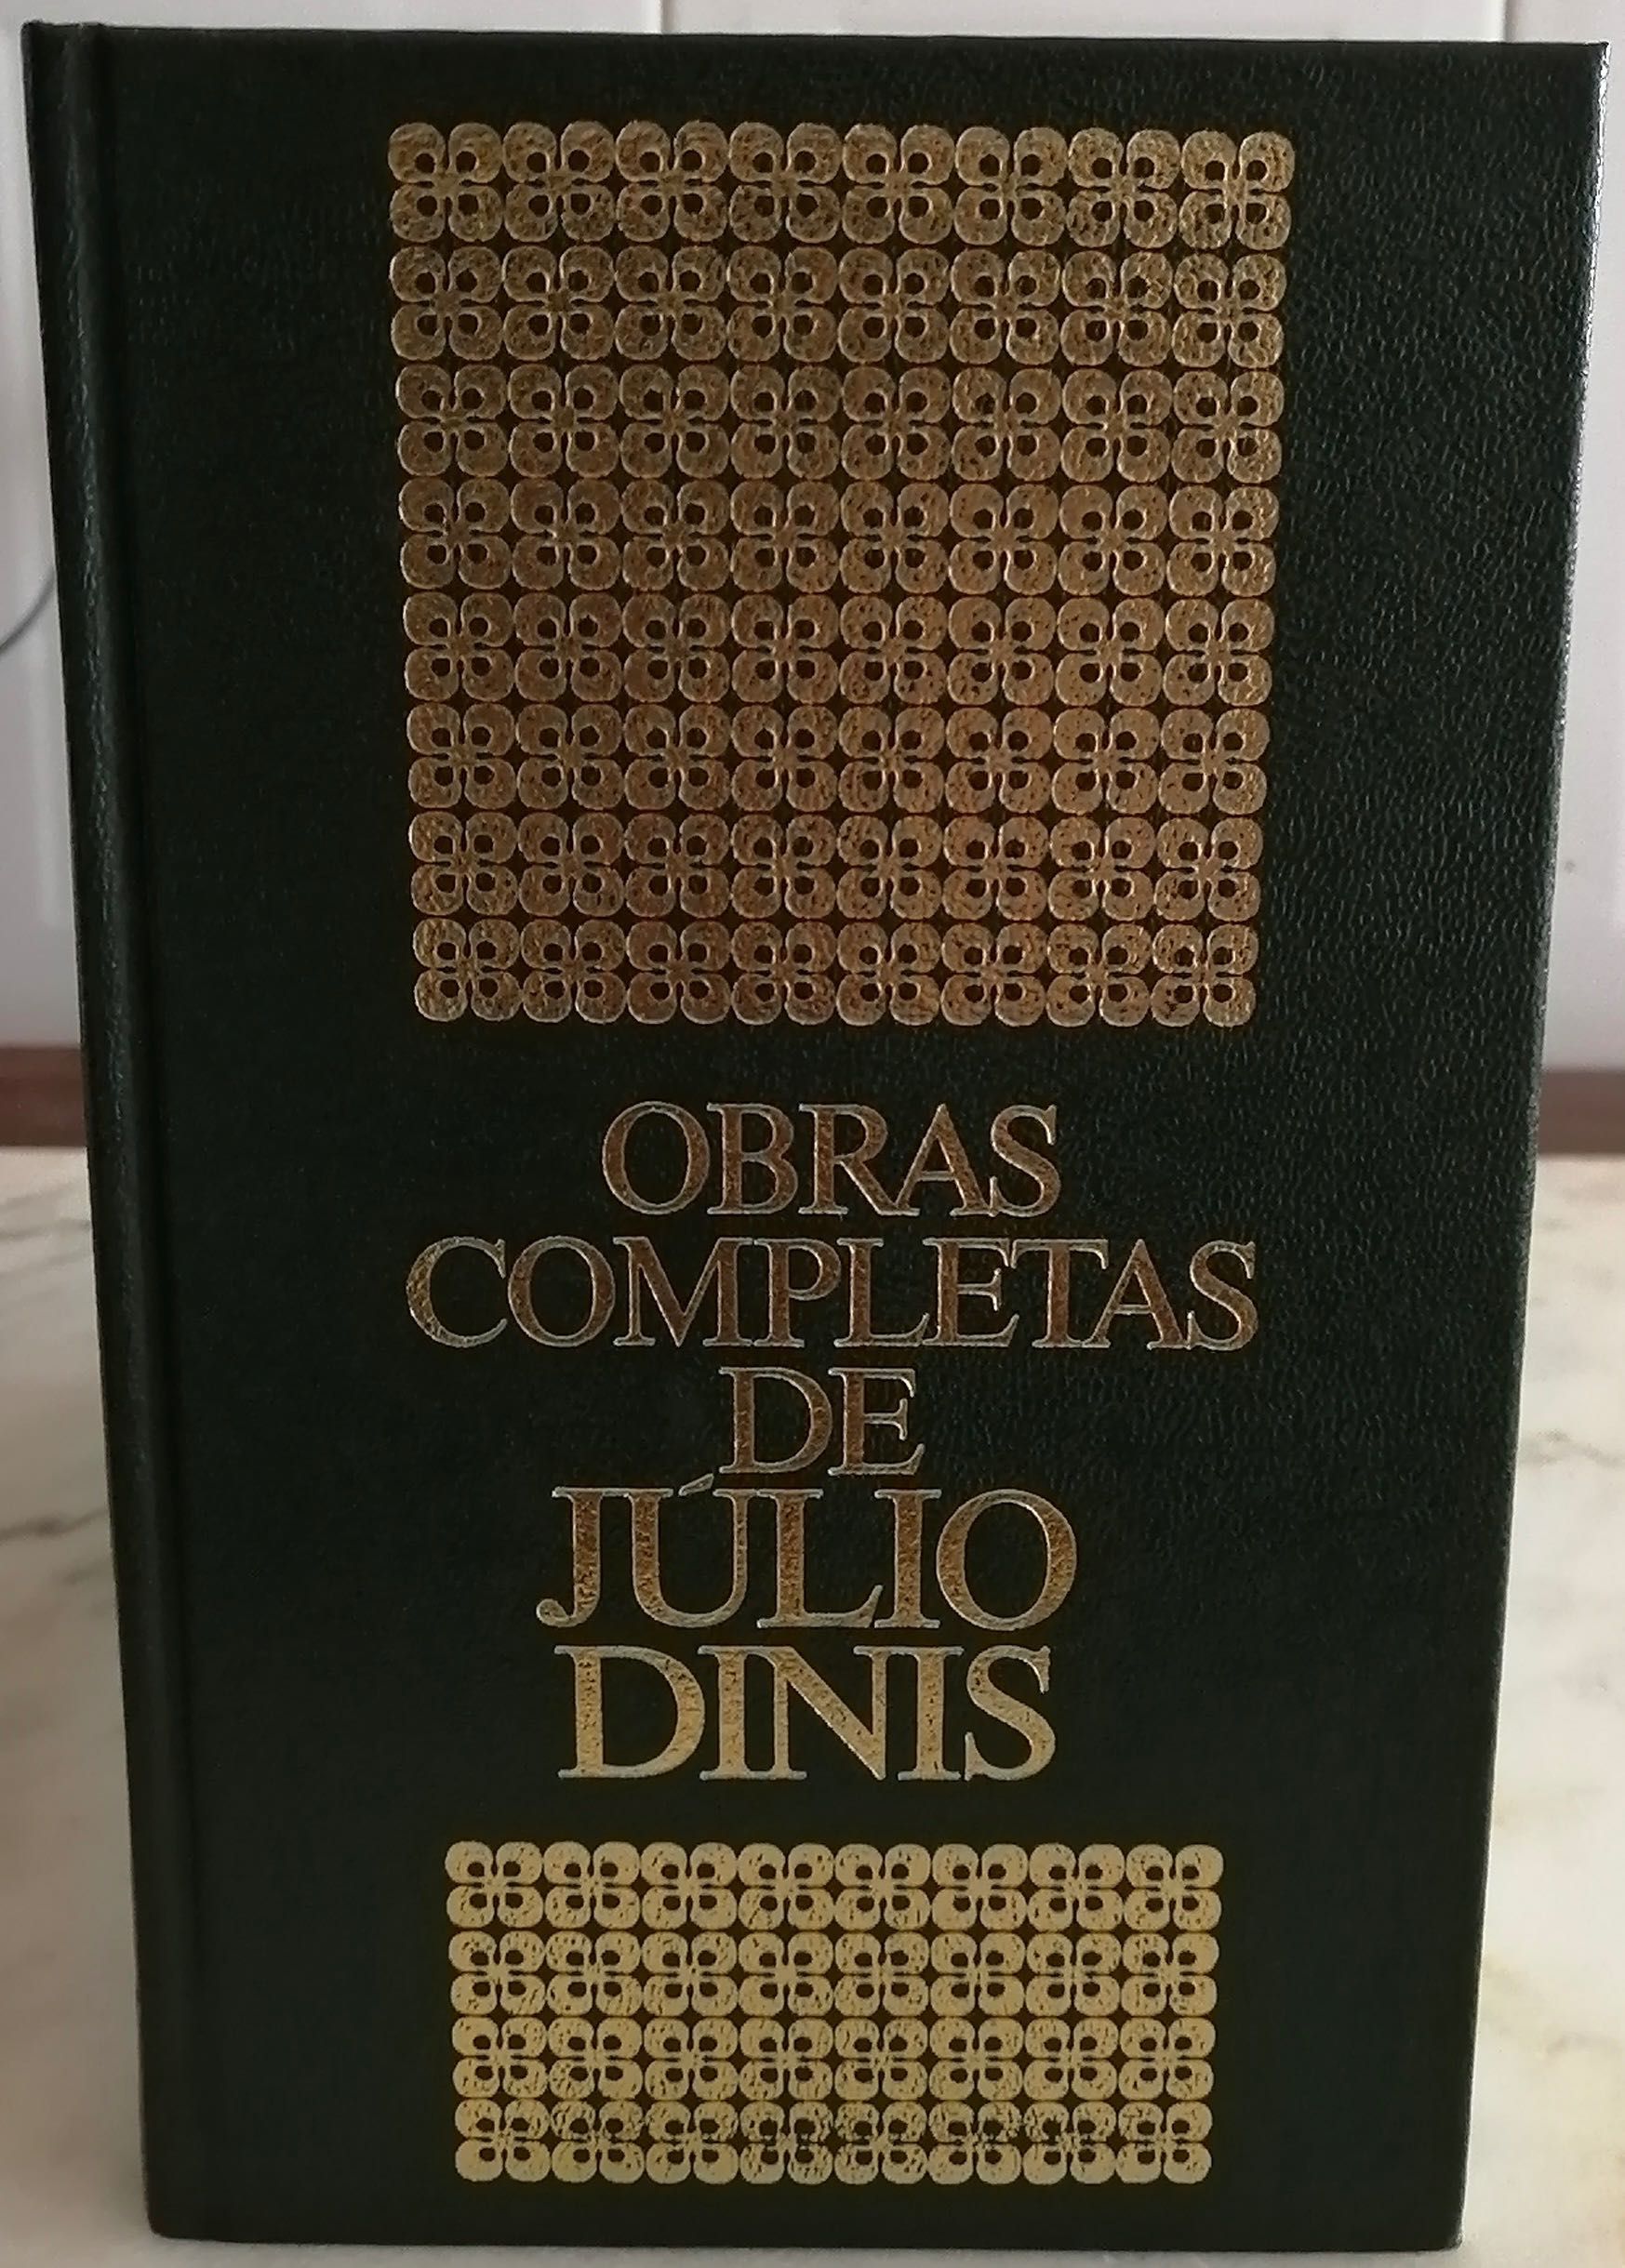 OBRAS
COMPLETAS
DE
JÚLIO
DINIS